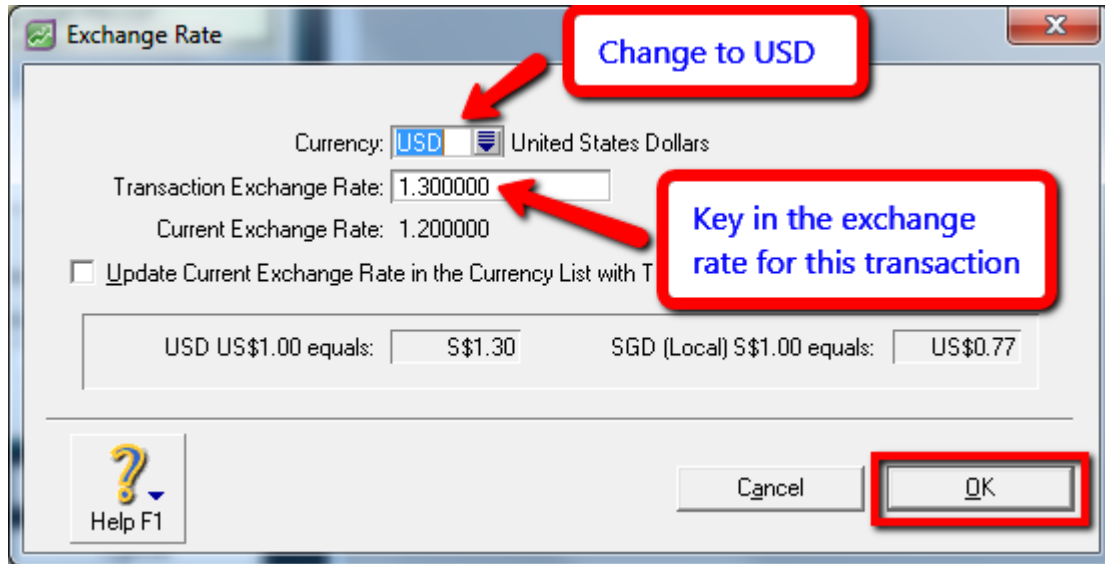 Exchange Rate
Change to USD
Currency: USD United States Dollars
Transaction Exchange Rate: 1.300000
Key in the exchange
rate for this transaction
Current Exchange Rate: 1.200000
Update Current Exchange Rate in the Currency List with T
USD US$1.00 equals: S$1.30 SGD (Local) S$1.00 equals: US$0.77
Help F1
Cancel
OK